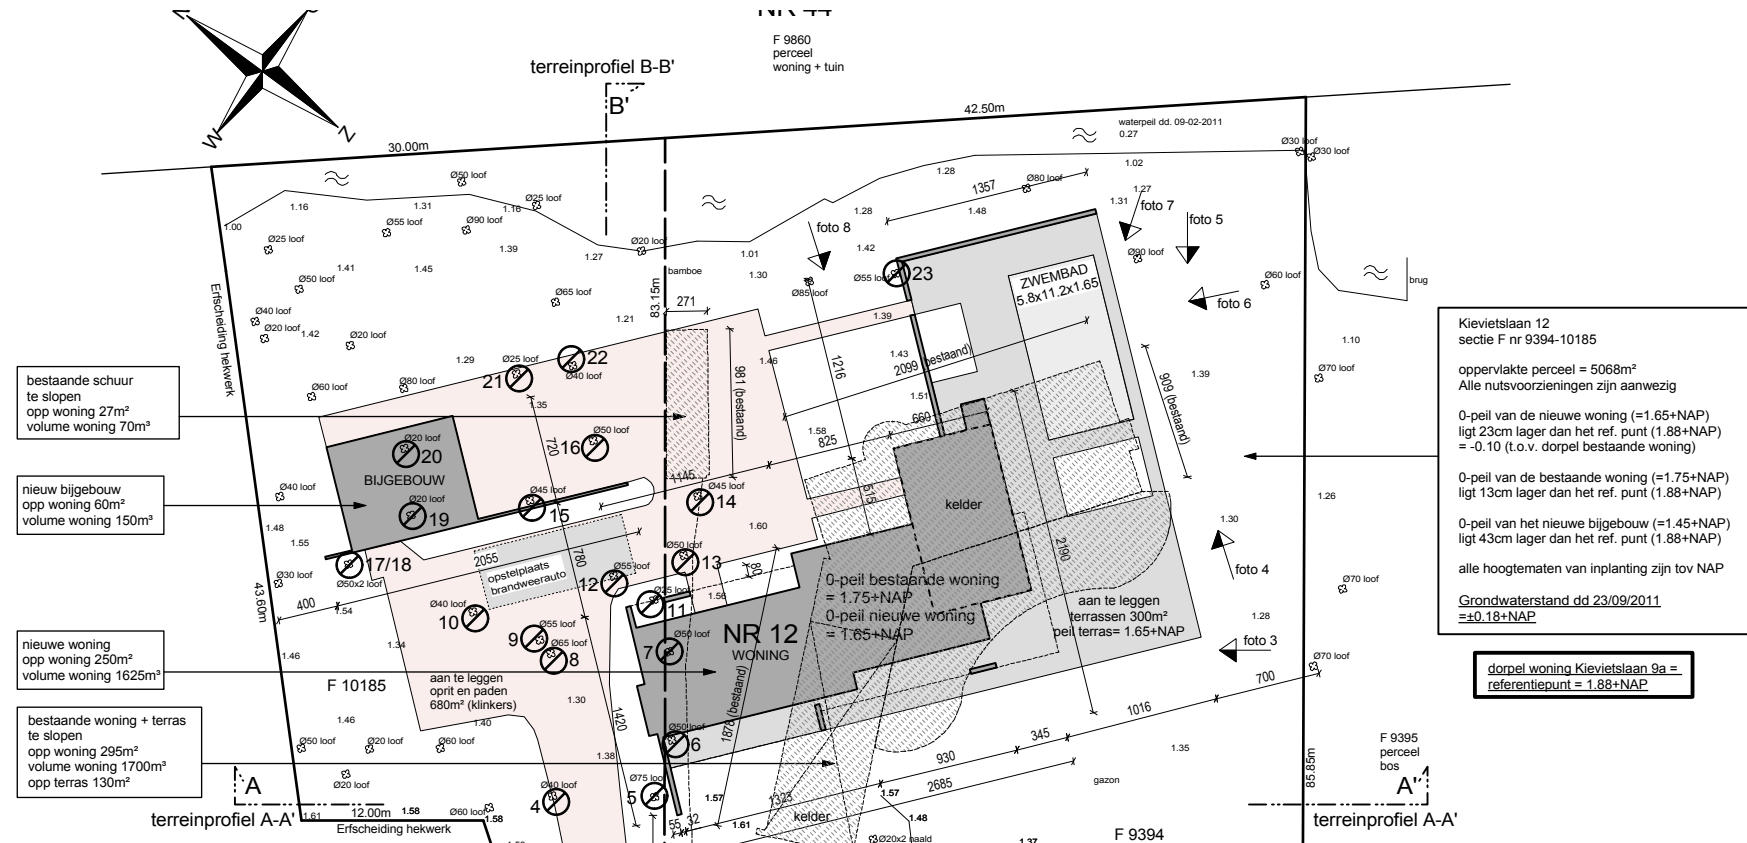 F 9860
perceel
woning + tuin
terreinprofiel B-B'
B'
W
Z
30.00m
42.50m
waterpeil dd. 09-02-2011
0.27
Ø30 loof
Ø30 loof
1.02
1.28
Ø50 loof
Ø25 loof
Ø80 loof
1357
1.27
1.31
foto 7
foto 5
1.16
1.31
1.16
Ø55 loof
Ø90 loof
1.28
1.48
1.00
foto 8
Ø25 loof
1.39
1.27
Ø20 loof
1.01
1.42
Ø90 loof
1.41
1.45
bamboe
1.30
Ø55 loof
23
Ø60 loof
brug
Ø50 loof
Ø65 loof
83.15m
271
Ø85 loof
ZWEMBAD
5.8x11.2x1.65
foto 6
Erfscheiding hekwerk
Ø40 loof
Ø20 loof
1.42
Ø20 loof
1.21
1.39
1.10
1.29
Ø25 loof
22
21
Ø40 loof
1.46
1.43
2099 (bestaand)
1216
981 (bestaand)
909 (bestaand)
1.39
Ø70 loof
Ø60 loof
Ø80 loof
1.35
1.51
660
bestaande schuur
te slopen
opp woning 27m²
volume woning 70m³
Ø20 loof
20
BIJGEBOUW
16
Ø50 loof
720
1.58
825
1145
Ø40 loof
Ø20 loof
19
Ø45 loof
15
Ø45 loof
14
515
kelder
1.26
nieuw bijgebouw
opp woning 60m²
volume woning 150m³
1.48
1.55
1.60
1.30
17/18
Ø50x2 loof
2055
780
Ø50 loof
13
2190
foto 4
Ø30 loof
opstelplaats
brandweerauto
Ø55 loof
12
80
Ø70 loof
43.60m
400
1.54
Ø40 loof
10
Ø25 loof
11
1.56
0-peil bestaande woning
= 1.75+NAP
0-peil nieuwe woning
= 1.65+NAP
aan te leggen
terrassen 300m²
peil terras= 1.65+NAP
1.28
9
Ø55 loof
Ø65 loof
8
7
Ø50 loof
NR 12
WONING
foto 3
1.34
1.46
Ø70 loof
nieuwe woning
opp woning 250m²
volume woning 1625m³
F 10185
aan te leggen
oprit en paden
680m² (klinkers)
1.30
1878 (bestaand)
700
1016
1420
1.46
1.40
Ø50 loof
6
345
930
2685
Ø50 loof
Ø20 loof
Ø60 loof
1.38
1.35
bestaande woning + terras
te slopen
opp woning 295m²
volume woning 1700m³
opp terras 130m²
Ø20 loof
Ø40 loof
4
Ø75 loof
5
1.57
1323
1.57
gazon
85.85m
F 9395
perceel
bos
A
A'
terreinprofiel A-A'
terreinprofiel A-A'
1.61
12.00m
1.58
Ø60 loof
1.58
Erfscheiding hekwerk
55
32
1.61
kelder
1.48
Ø20x2 naald
1.37
F 9394
Kievietslaan 12
sectie F nr 9394-10185
oppervlakte perceel = 5068m²
Alle nutsvoorzieningen zijn aanwezig
0-peil van de nieuwe woning (=1.65+NAP)
ligt 23cm lager dan het ref. punt (1.88+NAP)
= -0.10 (t.o.v. dorpel bestaande woning)
0-peil van de bestaande woning (=1.75+NAP)
ligt 13cm lager dan het ref. punt (1.88+NAP)
0-peil van het nieuwe bijgebouw (=1.45+NAP)
ligt 43cm lager dan het ref. punt (1.88+NAP)
alle hoogtematen van inplanting zijn tov NAP
Grondwaterstand dd 23/09/2011
=±0.18+NAP
dorpel woning Kievietslaan 9a =
referentiepunt = 1.88+NAP